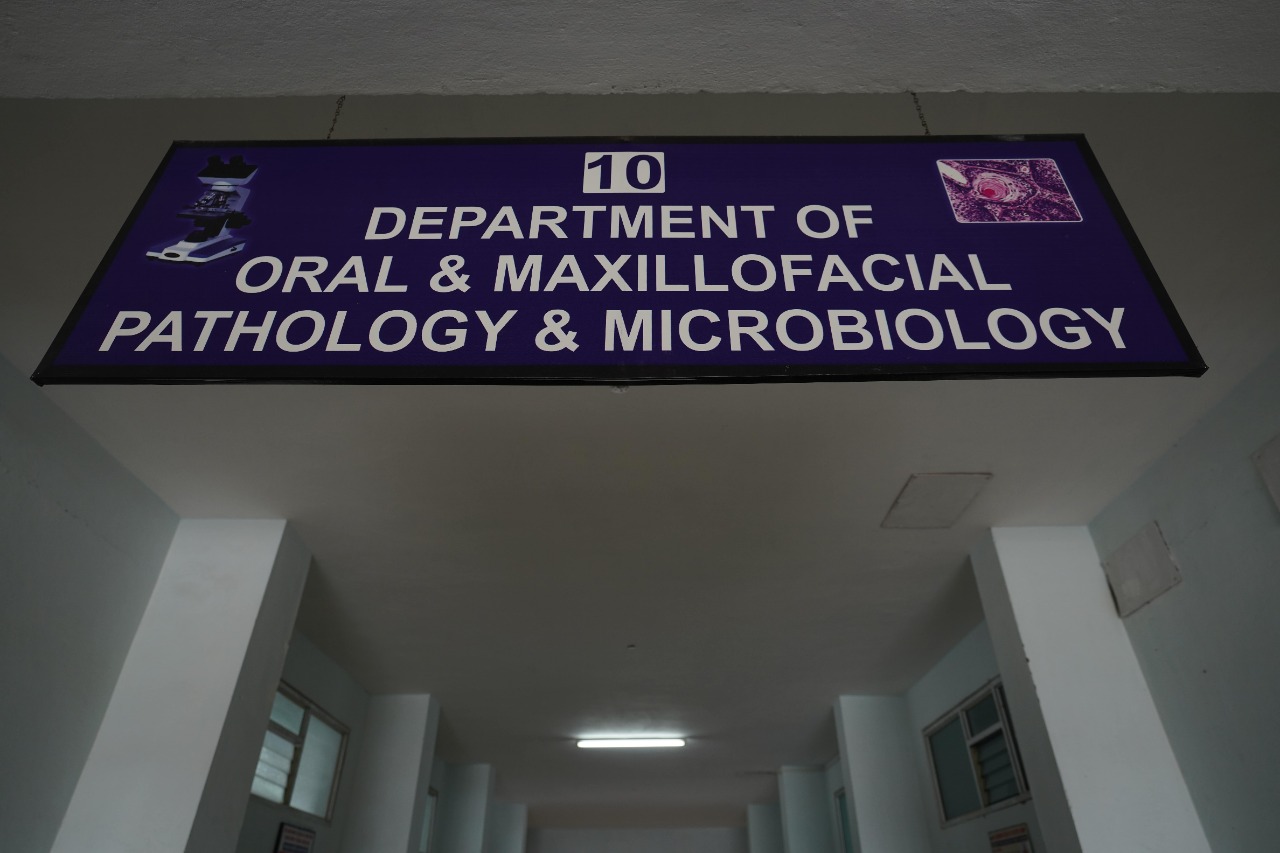 10
DEPARTMENT OF
ORAL & MAXILLOFACIAL
PATHOLOGY & MICROBIOLOGY